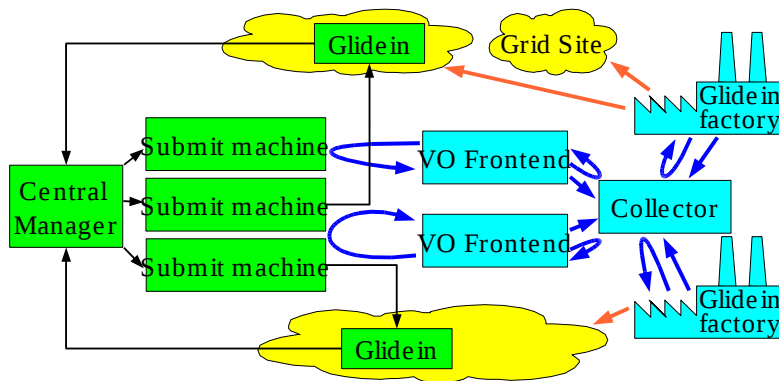 Glidein
Grid Site
Glidein
factory
Submit machine
VO Frontend
Central
Manager
Submit machine
Collector
Submit machine
VO Frontend
Glidein
factory
Glidein